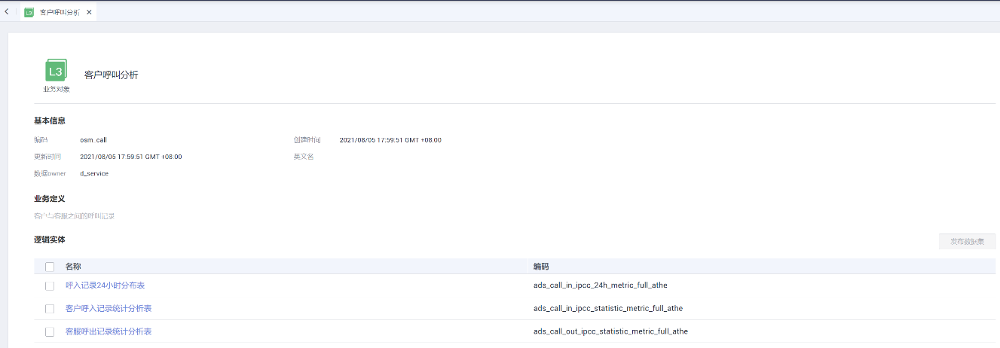 L3 客户呼叫分析
L3 客户呼叫分析
业务对象
基本信息
编码 osm_call 创建时间 2021/08/05 17:59:51 GMT +08:00
更新时间 2021/08/05 17:59:51 GMT +08:00 英文名
数据owner d_service
业务定义
客户与客服之间的呼叫记录
逻辑实体 发布数据集
名称 编码
呼入记录24小时分布表 ads_call_in_ipcc_24h_metric_full_athe
客户呼入记录统计分析表 ads_call_in_ipcc_statistic_metric_full_athe
客服呼出记录统计分析表 ads_call_out_ipcc_statistic_metric_full_athe